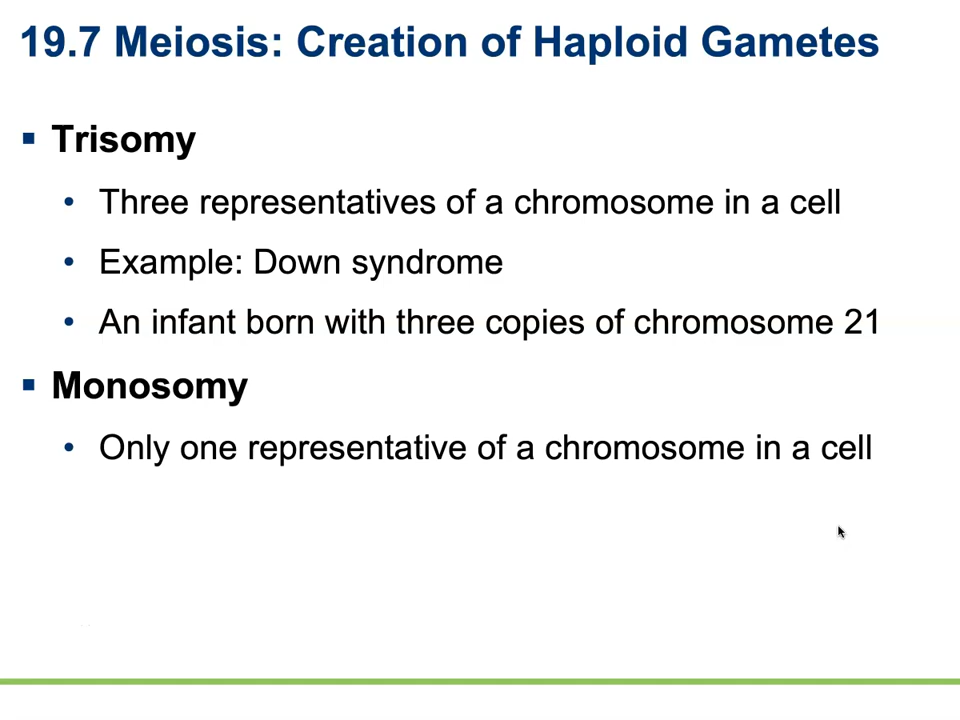 19.7 Meiosis: Creation of Haploid Gametes
▪ Trisomy
• Three representatives of a chromosome in a cell
• Example: Down syndrome
• An infant born with three copies of chromosome 21
▪ Monosomy
• Only one representative of a chromosome in a cell